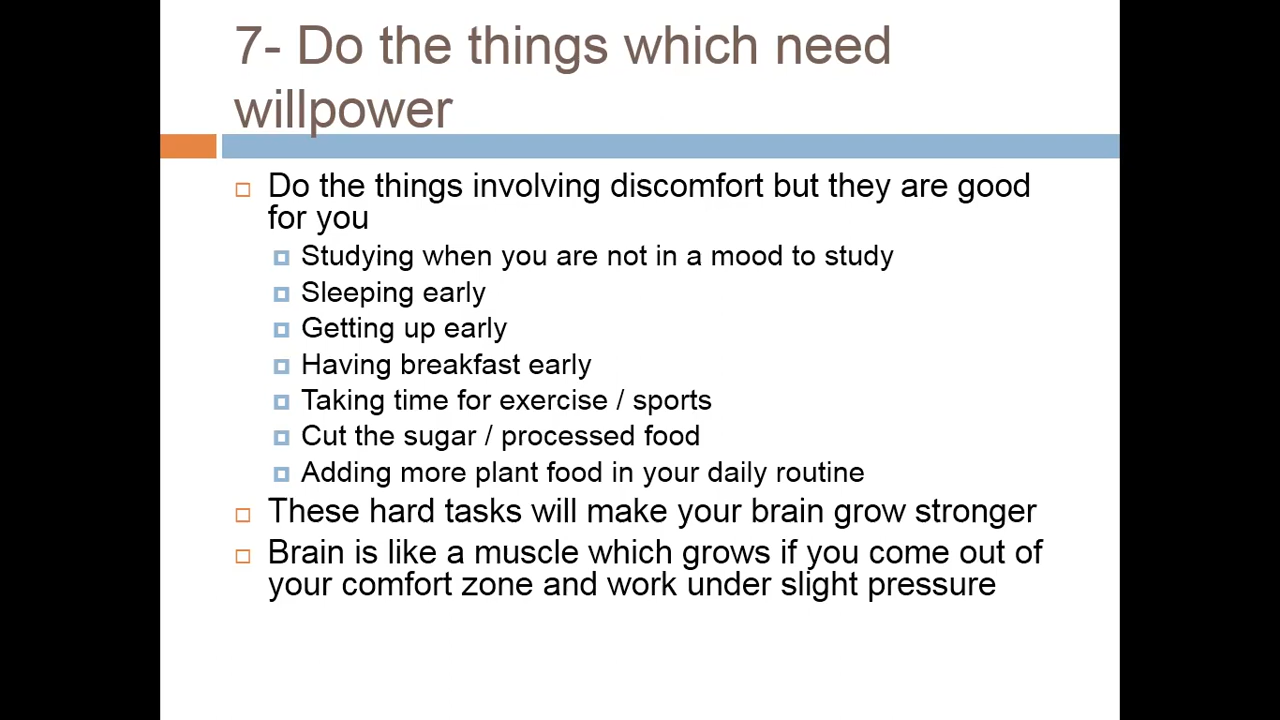 7- Do the things which need
willpower
Do the things involving discomfort but they are good
for you
Studying when you are not in a mood to study
Sleeping early
Getting up early
Having breakfast early
Taking time for exercise / sports
Cut the sugar / processed food
Adding more plant food in your daily routine
These hard tasks will make your brain grow stronger
Brain is like a muscle which grows if you come out of
your comfort zone and work under slight pressure